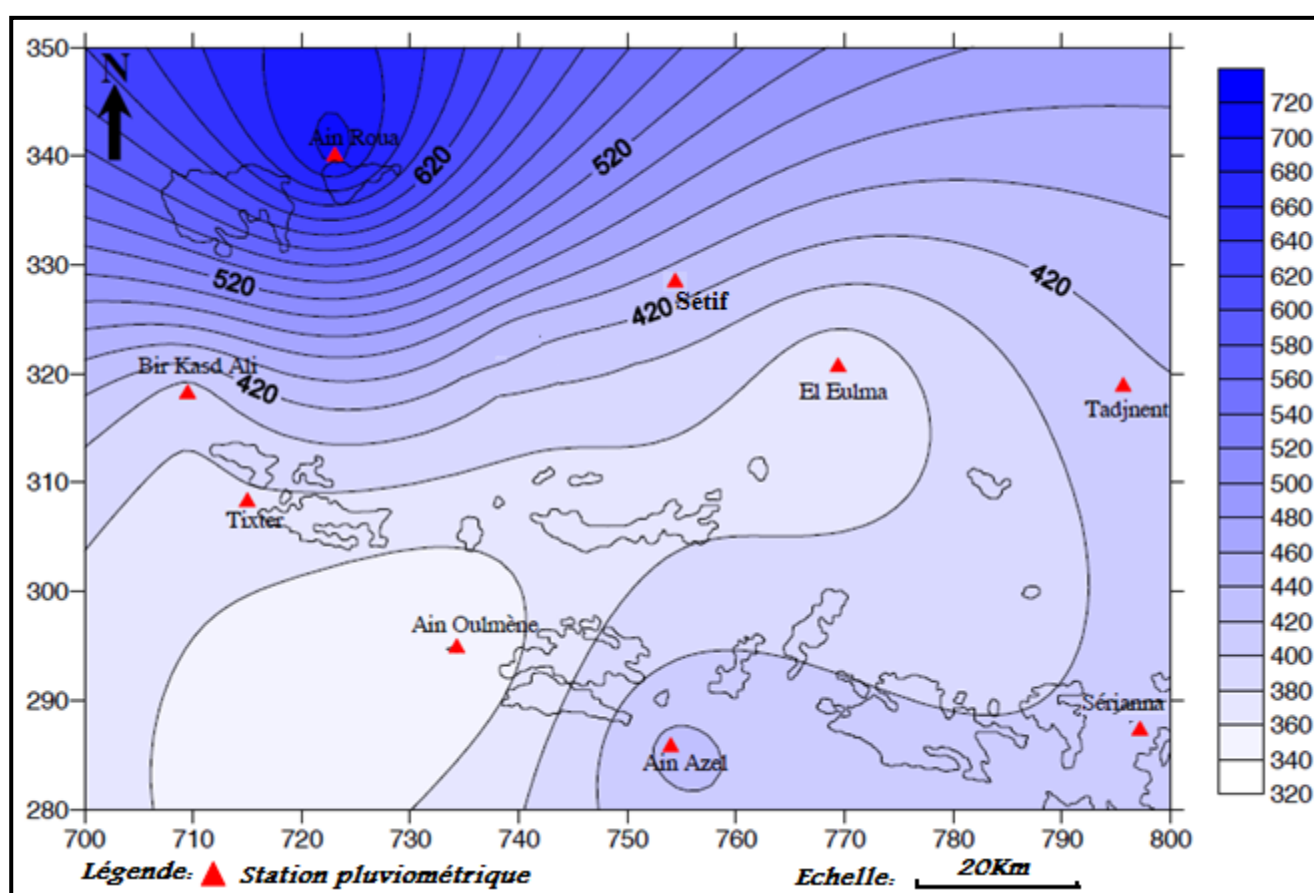 350
N
720
700
Ain Roua
340
620
520
680
660
640
330
620
520
420
600
Sétif
420
580
Bir Kasd Ali
320
560
420
El Eulma
Tadjnent
540
520
310
500
Tixter
480
460
300
440
Ain Oulmène
420
400
290
Sérjanna
380
360
Ain Azel
340
280
320
700 710 720 730 740 750 760 770 780 790 800
Légende: Station pluviométrique
Echelle: 20Km